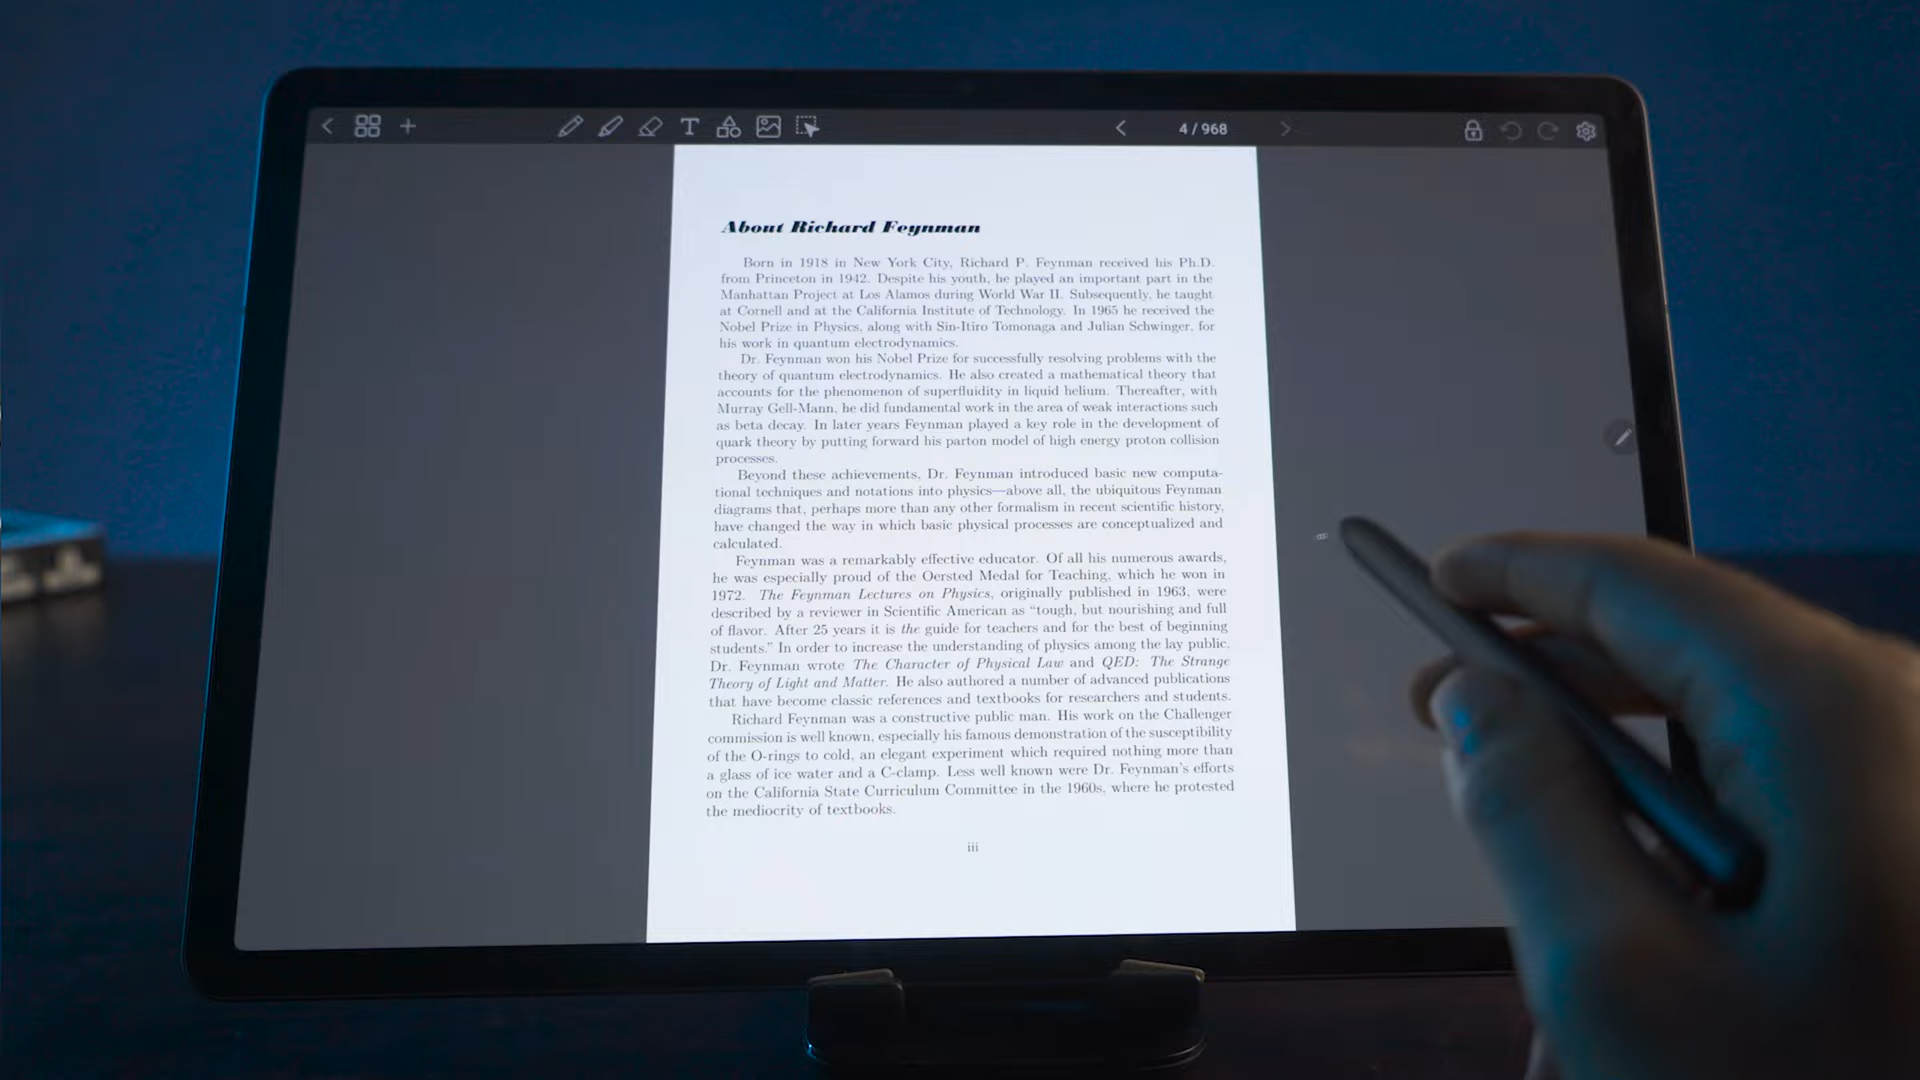 T
4 / 968
About Richard Feynman
Born in 1918 in New York City, Richard P. Feynman received his Ph.D.
from Princeton in 1942. Despite his youth, he played an important part in the
Manhattan Project at Los Alamos during World War II. Subsequently, he taught
at Cornell and at the California Institute of Technology. In 1965 he received the
Nobel Prize in Physics, along with Sin-Itiro Tomonaga and Julian Schwinger, for
his work in quantum electrodynamics.
Dr. Feynman won his Nobel Prize for successfully resolving problems with the
theory of quantum electrodynamics. He also created a mathematical theory that
accounts for the phenomenon of superfluidity in liquid helium. Thereafter, with
Murray Gell-Mann, he did fundamental work in the area of weak interactions such
as beta decay. In later years Feynman played a key role in the development of
quark theory by putting forward his parton model of high energy proton collision
processes.
Beyond these achievements, Dr. Feynman introduced basic new computa-
tional techniques and notations into physics—above all, the ubiquitous Feynman
diagrams that, perhaps more than any other formalism in recent scientific history,
have changed the way in which basic physical processes are conceptualized and
calculated.
Feynman was a remarkably effective educator. Of all his numerous awards,
he was especially proud of the Oersted Medal for Teaching, which he won in
1972. The Feynman Lectures on Physics, originally published in 1963, were
described by a reviewer in Scientific American as “tough, but nourishing and full
of flavor. After 25 years it is the guide for teachers and for the best of beginning
students.” In order to increase the understanding of physics among the lay public,
Dr. Feynman wrote The Character of Physical Law and QED: The Strange
Theory of Light and Matter. He also authored a number of advanced publications
that have become classic references and textbooks for researchers and students.
Richard Feynman was a constructive public man. His work on the Challenger
commission is well known, especially his famous demonstration of the susceptibility
of the O-rings to cold, an elegant experiment which required nothing more than
a glass of ice water and a C-clamp. Less well known were Dr. Feynman's efforts
on the California State Curriculum Committee in the 1960s, where he protested
the mediocrity of textbooks.
iii